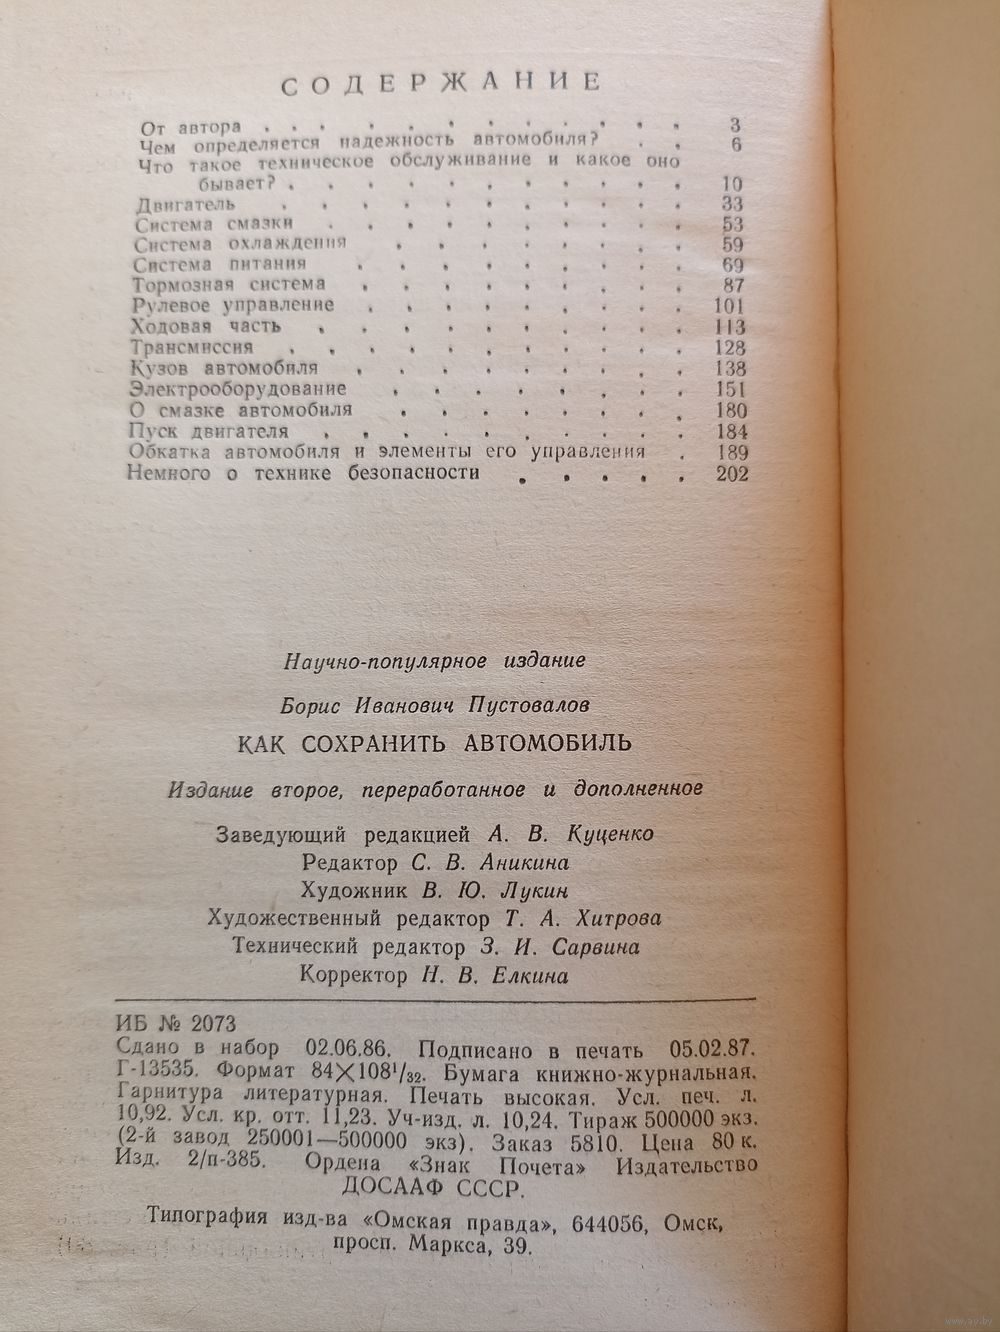 СОДЕРЖАНИЕ
От автора . . . . . . . . . . . 3
Чем определяется надежность автомобиля? . . 6
Что такое техническое обслуживание и какое оно
бывает? . . . . . . . . . . . 10
Двигатель . . . . . . . . . . . 33
Система смазки . . . . . . . . . . 53
Система охлаждения . . . . . . . . 59
Система питания . . . . . . . . . 69
Тормозная система . . . . . . . . . 87
Рулевое управление . . . . . . . . . 101
Ходовая часть . . . . . . . . . . 113
Трансмиссия . . . . . . . . . . . 128
Кузов автомобиля . . . . . . . . . 138
Электрооборудование . . . . . . . . 151
О смазке автомобиля . . . . . . . . 180
Пуск двигателя . . . . . . . . . . 184
Обкатка автомобиля и элементы его управления . 189
Немного о технике безопасности . . . . . 202
Научно-популярное издание
Борис Иванович Пустовалов
КАК СОХРАНИТЬ АВТОМОБИЛЬ
Издание второе, переработанное и дополненное
Заведующий редакцией А. В. Куценко
Редактор С. В. Аникина
Художник В. Ю. Лукин
Художественный редактор Т. А. Хитрова
Технический редактор З. И. Сарвина
Корректор Н. В. Елкина
ИБ № 2073
Сдано в набор 02.06.86. Подписано в печать 05.02.87.
Г-13535. Формат 84×108¹/₃₂. Бумага книжно-журнальная.
Гарнитура литературная. Печать высокая. Усл. печ. л.
10,92. Усл. кр. отт. 11,23. Уч-изд. л. 10,24. Тираж 500000 экз.
(2-й завод 250001—500000 экз). Заказ 5810. Цена 80 к.
Изд. 2/п-385. Ордена «Знак Почета» Издательство
ДОСААФ СССР.
Типография изд-ва «Омская правда», 644056, Омск,
просп. Маркса, 39.
www.ay.by